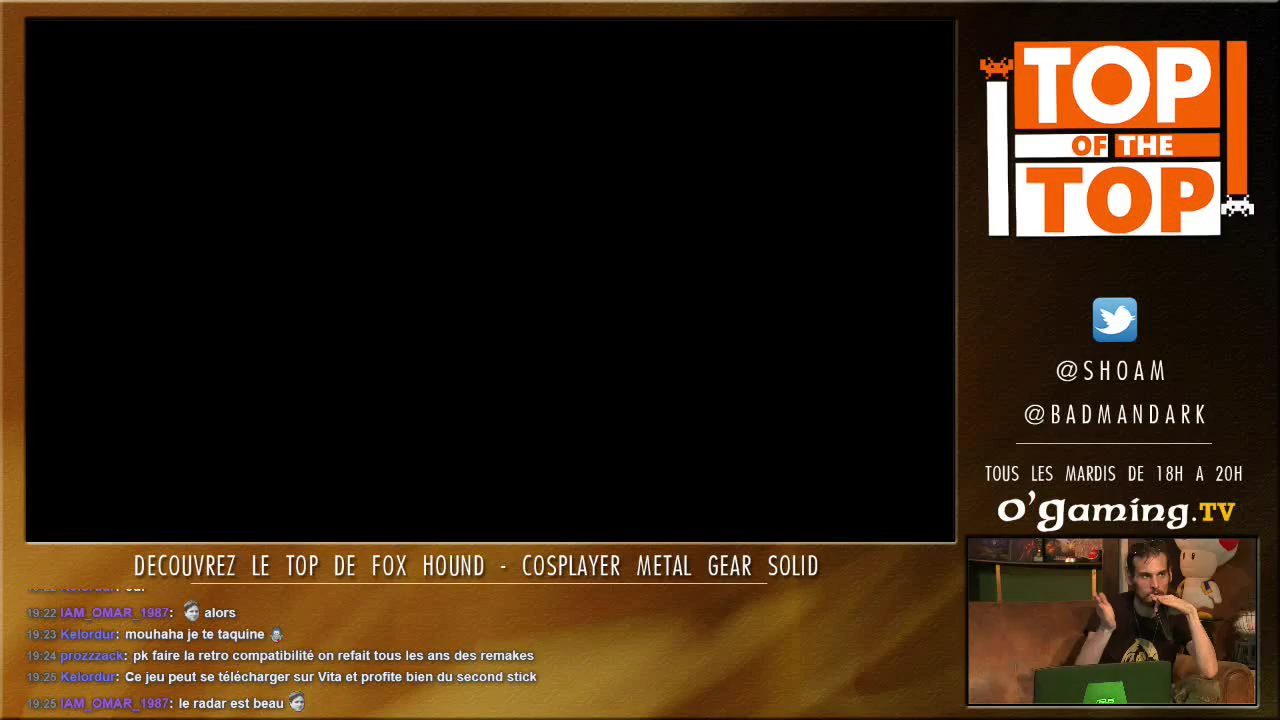 TOP
OF THE
TOP
@SHOAM
@BADMANDARK
TOUS LES MARDIS DE 18H A 20H
O'Gaming.TV
DECOUVREZ LE TOP DE FOX HOUND - COSPLAYER METAL GEAR SOLID
19:22 IAM_OMAR_1987: alors
19:23 Kelordur: mouhaha je te taquine
19:24 prozzzack: pk faire la retro compatibilité on refait tous les ans des remakes
19:25 Kelordur: Ce jeu peut se télécharger sur Vita et profite bien du second stick
19:25 IAM_OMAR_1987: le radar est beau